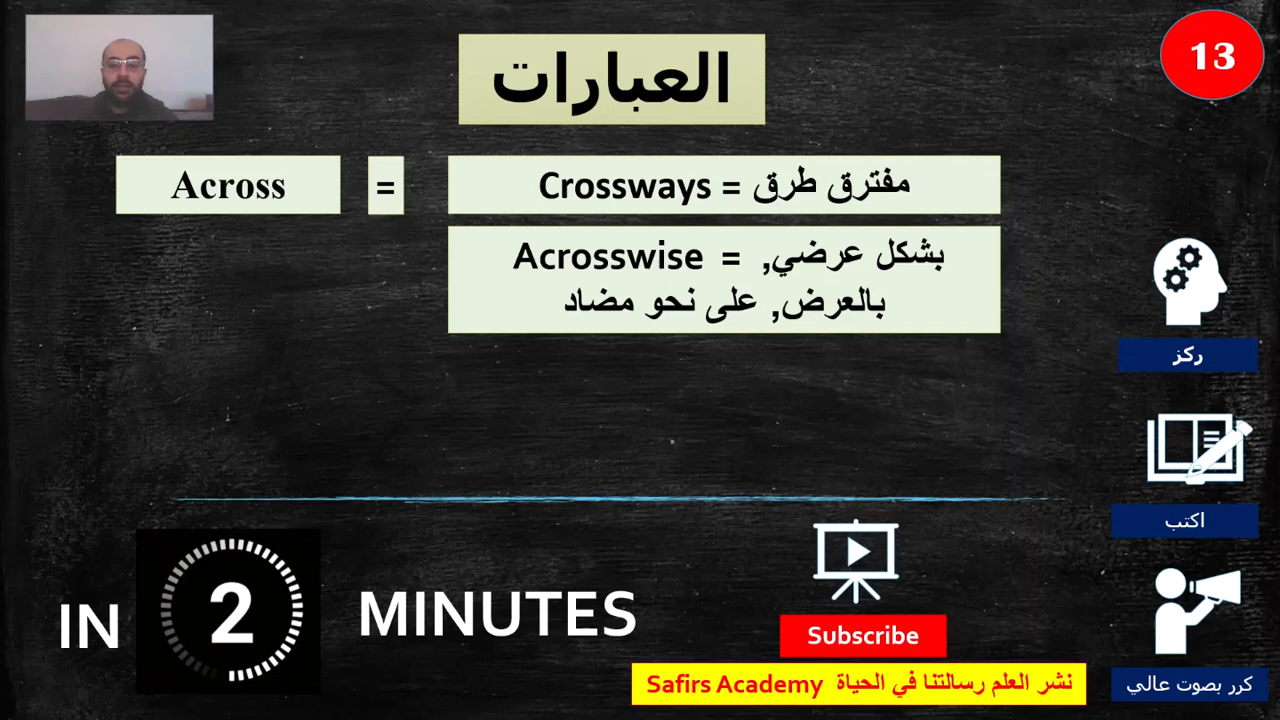 13
العبارات
Across = Crossways = مفترق طرق
Acrosswise = بشكل عرضي,
بالعرض, على نحو مضاد
ركز
اكتب
IN 2 MINUTES
Subscribe
كرر بصوت عالي
Safirs Academy نشر العلم رسالتنا في الحياة